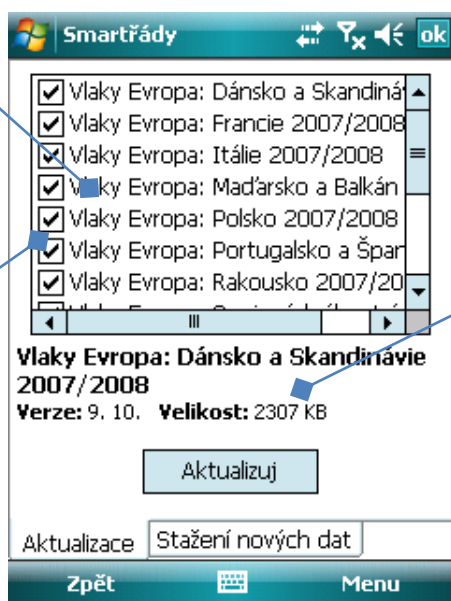 Smartřády
ok
Vlaky Evropa: Dánsko a Skandináv
Vlaky Evropa: Francie 2007/2008
Vlaky Evropa: Itálie 2007/2008
Vlaky Evropa: Maďarsko a Balkán
Vlaky Evropa: Polsko 2007/2008
Vlaky Evropa: Portugalsko a Špan
Vlaky Evropa: Rakousko 2007/20
Vlaky Evropa: Dánsko a Skandinávie
2007/2008
Verze: 9. 10. Velikost: 2307 KB
Aktualizuj
Aktualizace Stažení nových dat
Zpět Menu